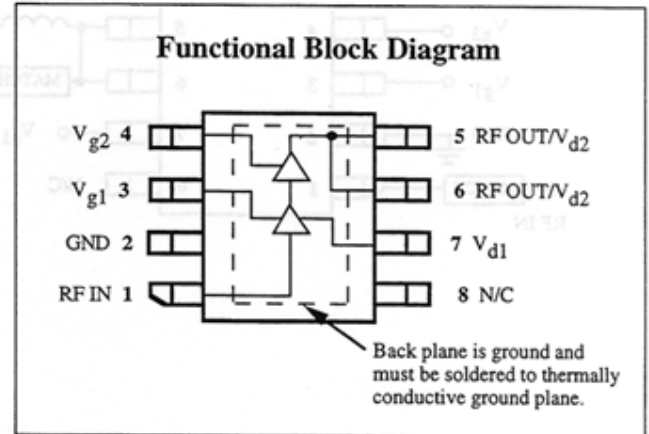 Functional Block Diagram
Vg2 4
Vg1 3
GND 2
RF IN 1
5 RF OUT/Vd2
6 RF OUT/Vd2
7 Vd1
8 N/C
Back plane is ground and
must be soldered to thermally
conductive ground plane.